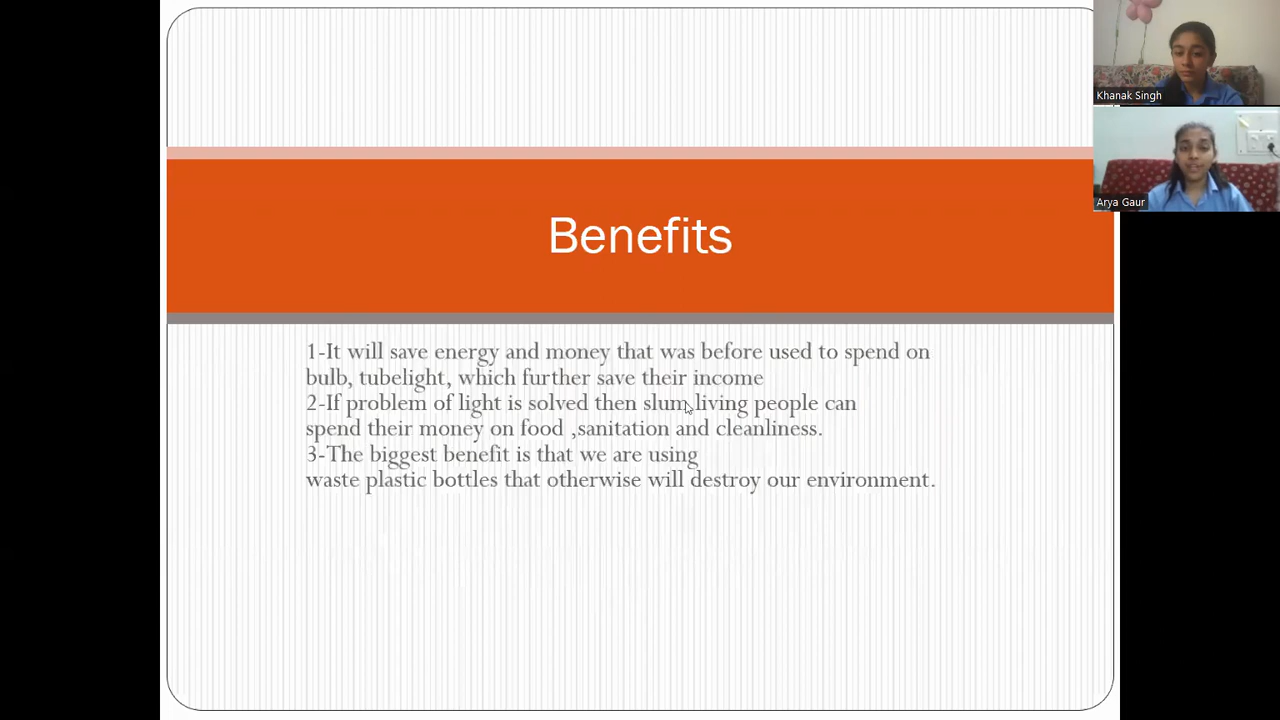 Khanak Singh
Arya Gaur
Benefits
1-It will save energy and money that was before used to spend on
bulb, tubelight, which further save their income
2-If problem of light is solved then slum living people can
spend their money on food ,sanitation and cleanliness.
3-The biggest benefit is that we are using
waste plastic bottles that otherwise will destroy our environment.